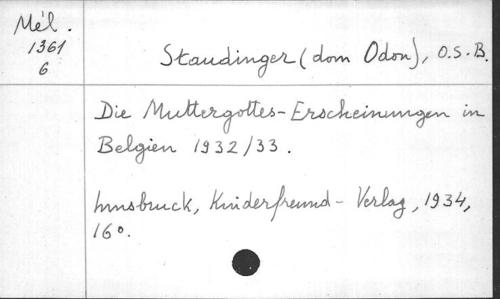 Mél.
1361
6
Staudinger (dom Odon), O.S.B.
Die Muttergottes-Erscheinungen in
Belgien 1932/33.
Innsbruck, Kinderfreund-Verlag, 1934,
16°.